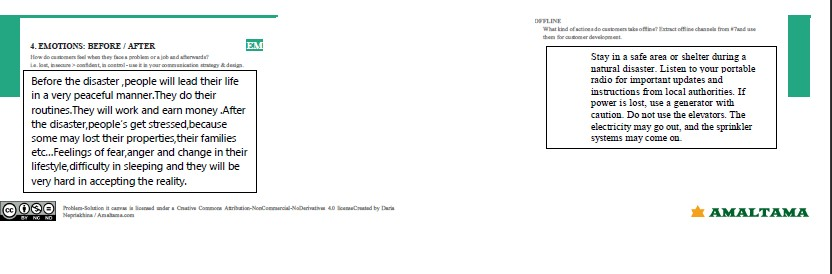 4. EMOTIONS: BEFORE / AFTER
EM
How do customers feel when they face a problem or a job and afterwards?
i.e. lost, insecure > confident, in control - use it in your communication strategy & design.
Before the disaster ,people will lead their life
in a very peaceful manner.They do their
routines.They will work and earn money .After
the disaster,people's get stressed,because
some may lost their properties,their families
etc...Feelings of fear,anger and change in their
lifestyle,difficulty in sleeping and they will be
very hard in accepting the reality.
OFFLINE
What kind of actions do customers take offline? Extract offline channels from #7and use
them for customer development.
Stay in a safe area or shelter during a
natural disaster. Listen to your portable
radio for important updates and
instructions from local authorities. If
power is lost, use a generator with
caution. Do not use the elevators. The
electricity may go out, and the sprinkler
systems may come on.
cc
BY NC ND
Problem-Solution it canvas is licensed under a Creative Commons Attribution-NonCommercial-NoDerivatives 4.0 licenseCreated by Daria
Nepriakhina / Amaltama.com
AMALTAMA